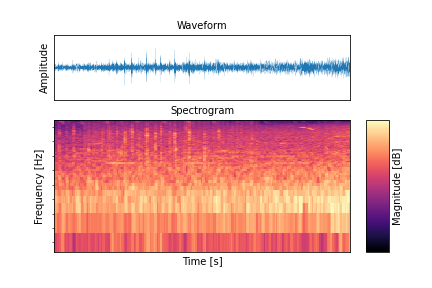 Waveform
Amplitude
Spectrogram
Frequency [Hz]
Magnitude [dB]
Time [s]